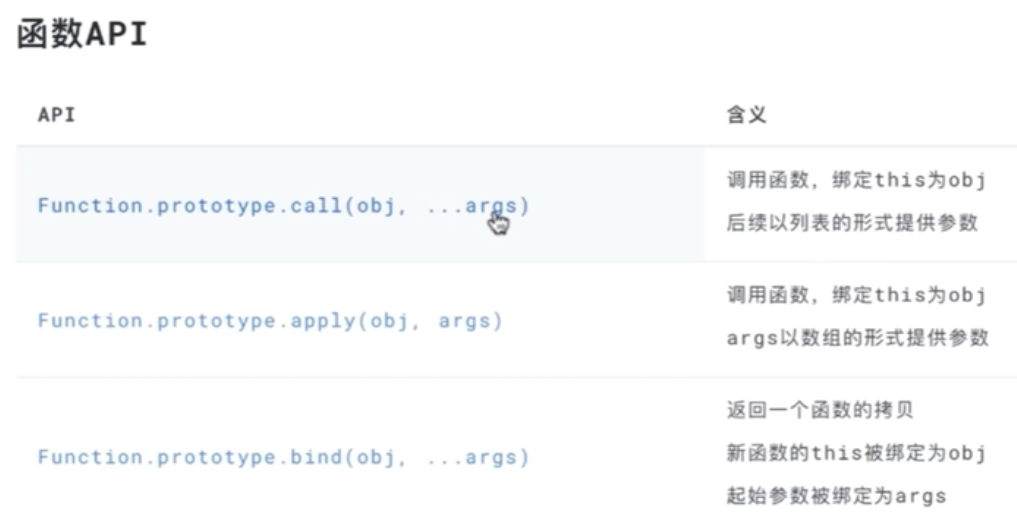 函数API
API
含义
Function.prototype.call(obj, ...args)
调用函数，绑定this为obj
后续以列表的形式提供参数
Function.prototype.apply(obj, args)
调用函数，绑定this为obj
args以数组的形式提供参数
Function.prototype.bind(obj, ...args)
返回一个函数的拷贝
新函数的this被绑定为obj
起始参数被绑定为args